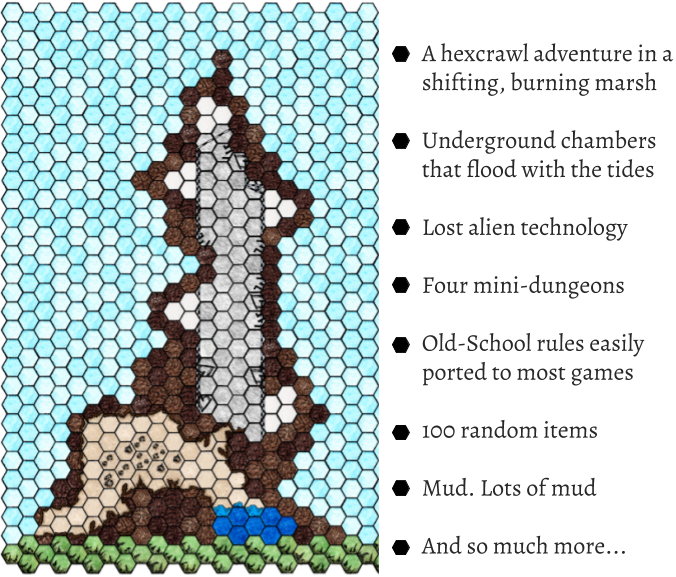 A hexcrawl adventure in a
shifting, burning marsh
Underground chambers
that flood with the tides
Lost alien technology
Four mini-dungeons
Old-School rules easily
ported to most games
100 random items
Mud. Lots of mud
And so much more...